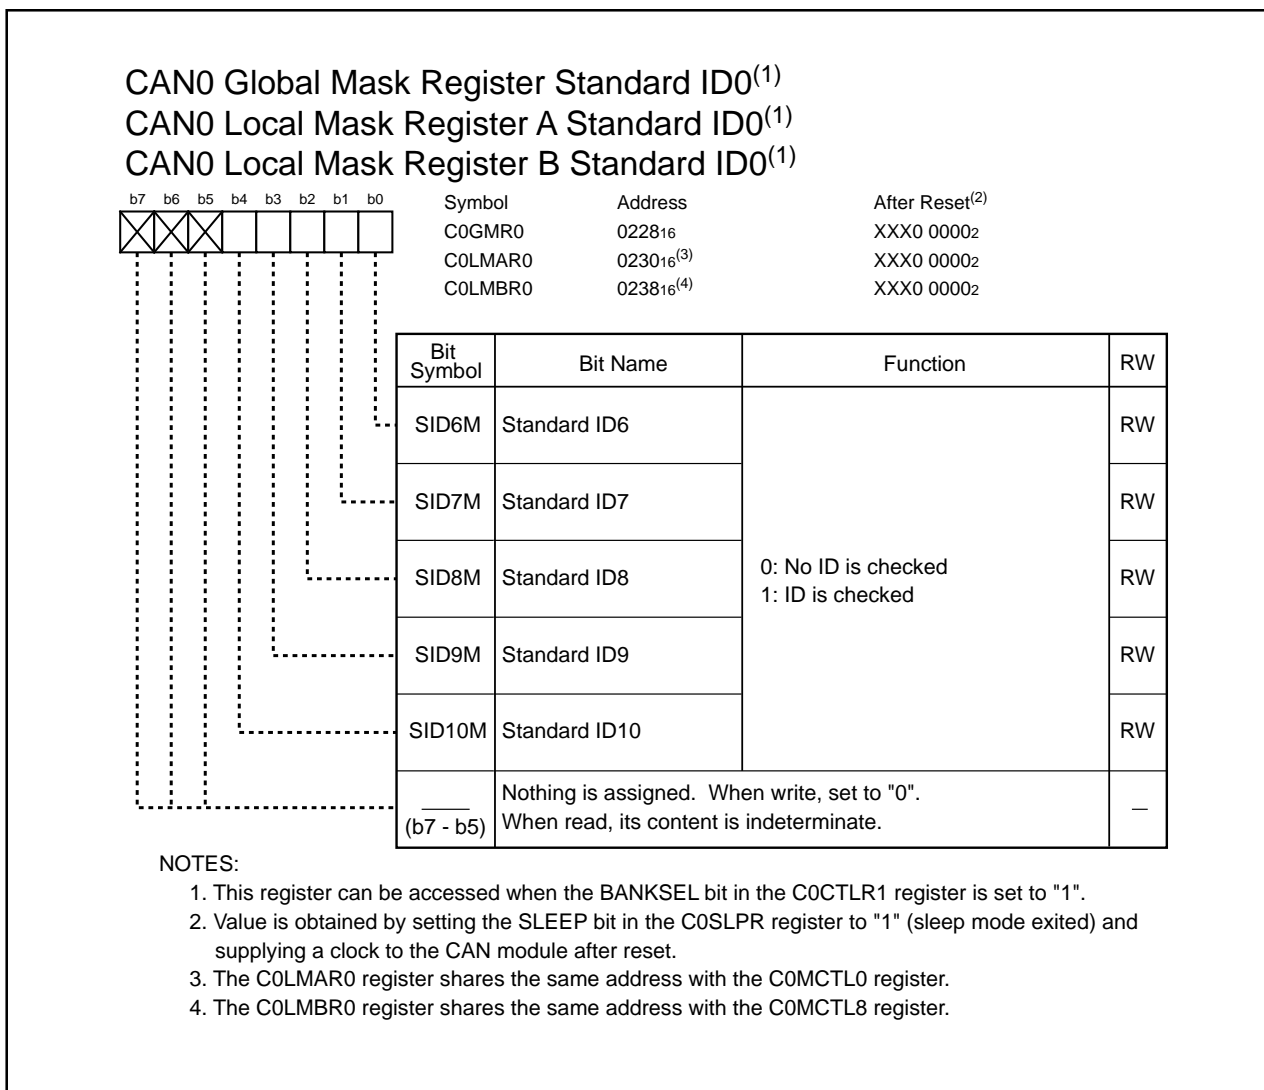 CAN0 Global Mask Register Standard ID0(1)
CAN0 Local Mask Register A Standard ID0(1)
CAN0 Local Mask Register B Standard ID0(1)
b7 b6 b5 b4 b3 b2 b1 b0
Symbol Address After Reset(2)
C0GMR0 022816 XXX0 00002
C0LMAR0 023016(3) XXX0 00002
C0LMBR0 023816(4) XXX0 00002
Bit Symbol Bit Name Function RW
SID6M Standard ID6 RW
SID7M Standard ID7 RW
SID8M Standard ID8 RW
0: No ID is checked
1: ID is checked
SID9M Standard ID9 RW
SID10M Standard ID10 RW
(b7 - b5) Nothing is assigned. When write, set to "0".
When read, its content is indeterminate. —
NOTES:
1. This register can be accessed when the BANKSEL bit in the C0CTLR1 register is set to "1".
2. Value is obtained by setting the SLEEP bit in the C0SLPR register to "1" (sleep mode exited) and
supplying a clock to the CAN module after reset.
3. The C0LMAR0 register shares the same address with the C0MCTL0 register.
4. The C0LMBR0 register shares the same address with the C0MCTL8 register.